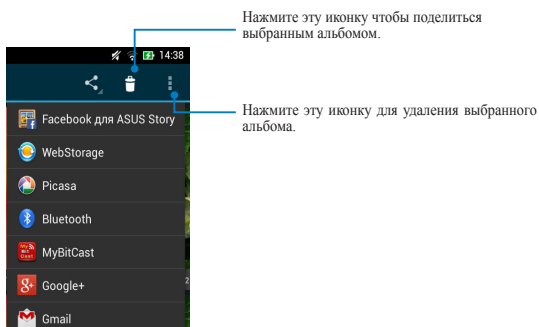 Нажмите эту иконку чтобы поделиться
выбранным альбомом.
14:38
Нажмите эту иконку для удаления выбранного
альбома.
Facebook для ASUS Story
WebStorage
Picasa
Bluetooth
MyBitCast
Google+
Gmail
2